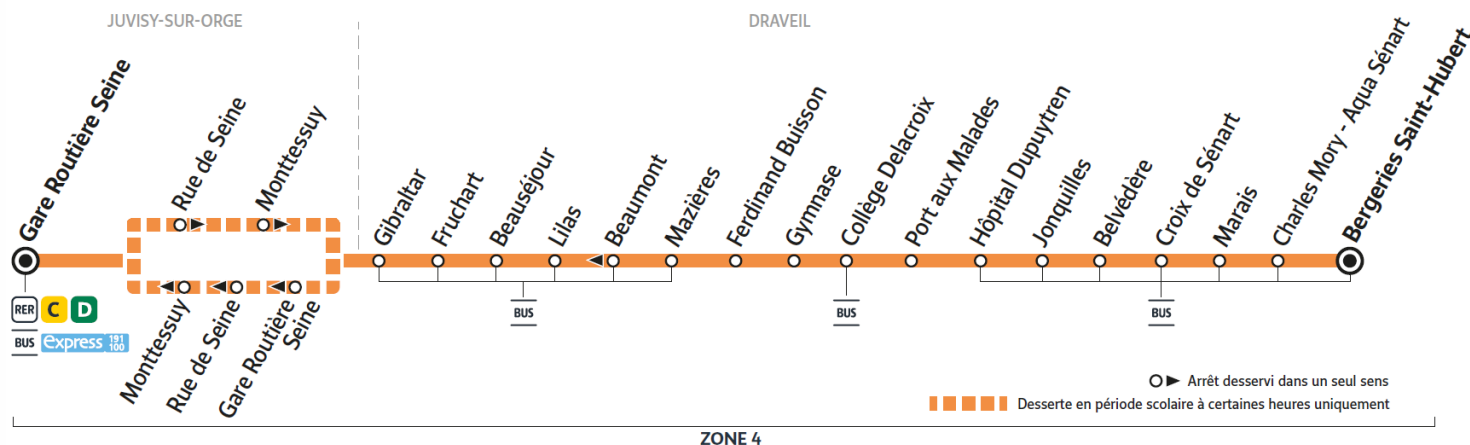 JUVISY-SUR-ORGE
DRAVEIL
Gare Routière Seine
Rue de Seine
Monttessuy
Gibraltar
Fruchart
Beauséjour
Lilas
Beaumont
Mazières
Ferdinand Buisson
Gymnase
Collège Delacroix
Port aux Malades
Hôpital Dupuytren
Jonquilles
Belvédère
Croix de Sénart
Marais
Charles Mory - Aqua Sénart
Bergeries Saint-Hubert
RER C D
BUS express 191 100
Monttessuy
Rue de Seine
Gare Routière
Seine
BUS
BUS
BUS
Arrêt desservi dans un seul sens
Desserte en période scolaire à certaines heures uniquement
ZONE 4